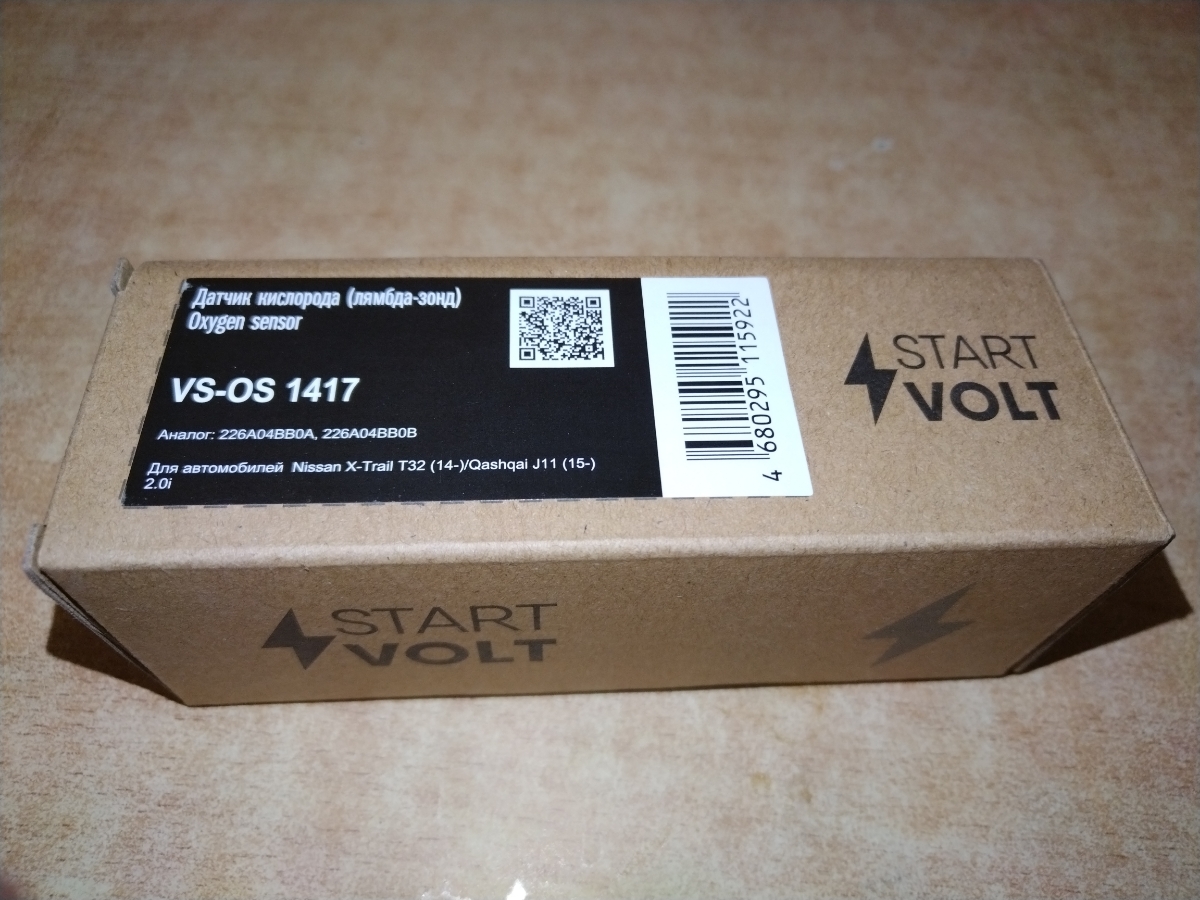 Датчик кислорода (лямбда-зонд)
Oxygen sensor
VS-OS 1417
Аналог: 226A04BB0A, 226A04BB0B
Для автомобилей Nissan X-Trail T32 (14-)/Qashqai J11 (15-)
2.0i
4 680295 115922
START
VOLT
START
VOLT